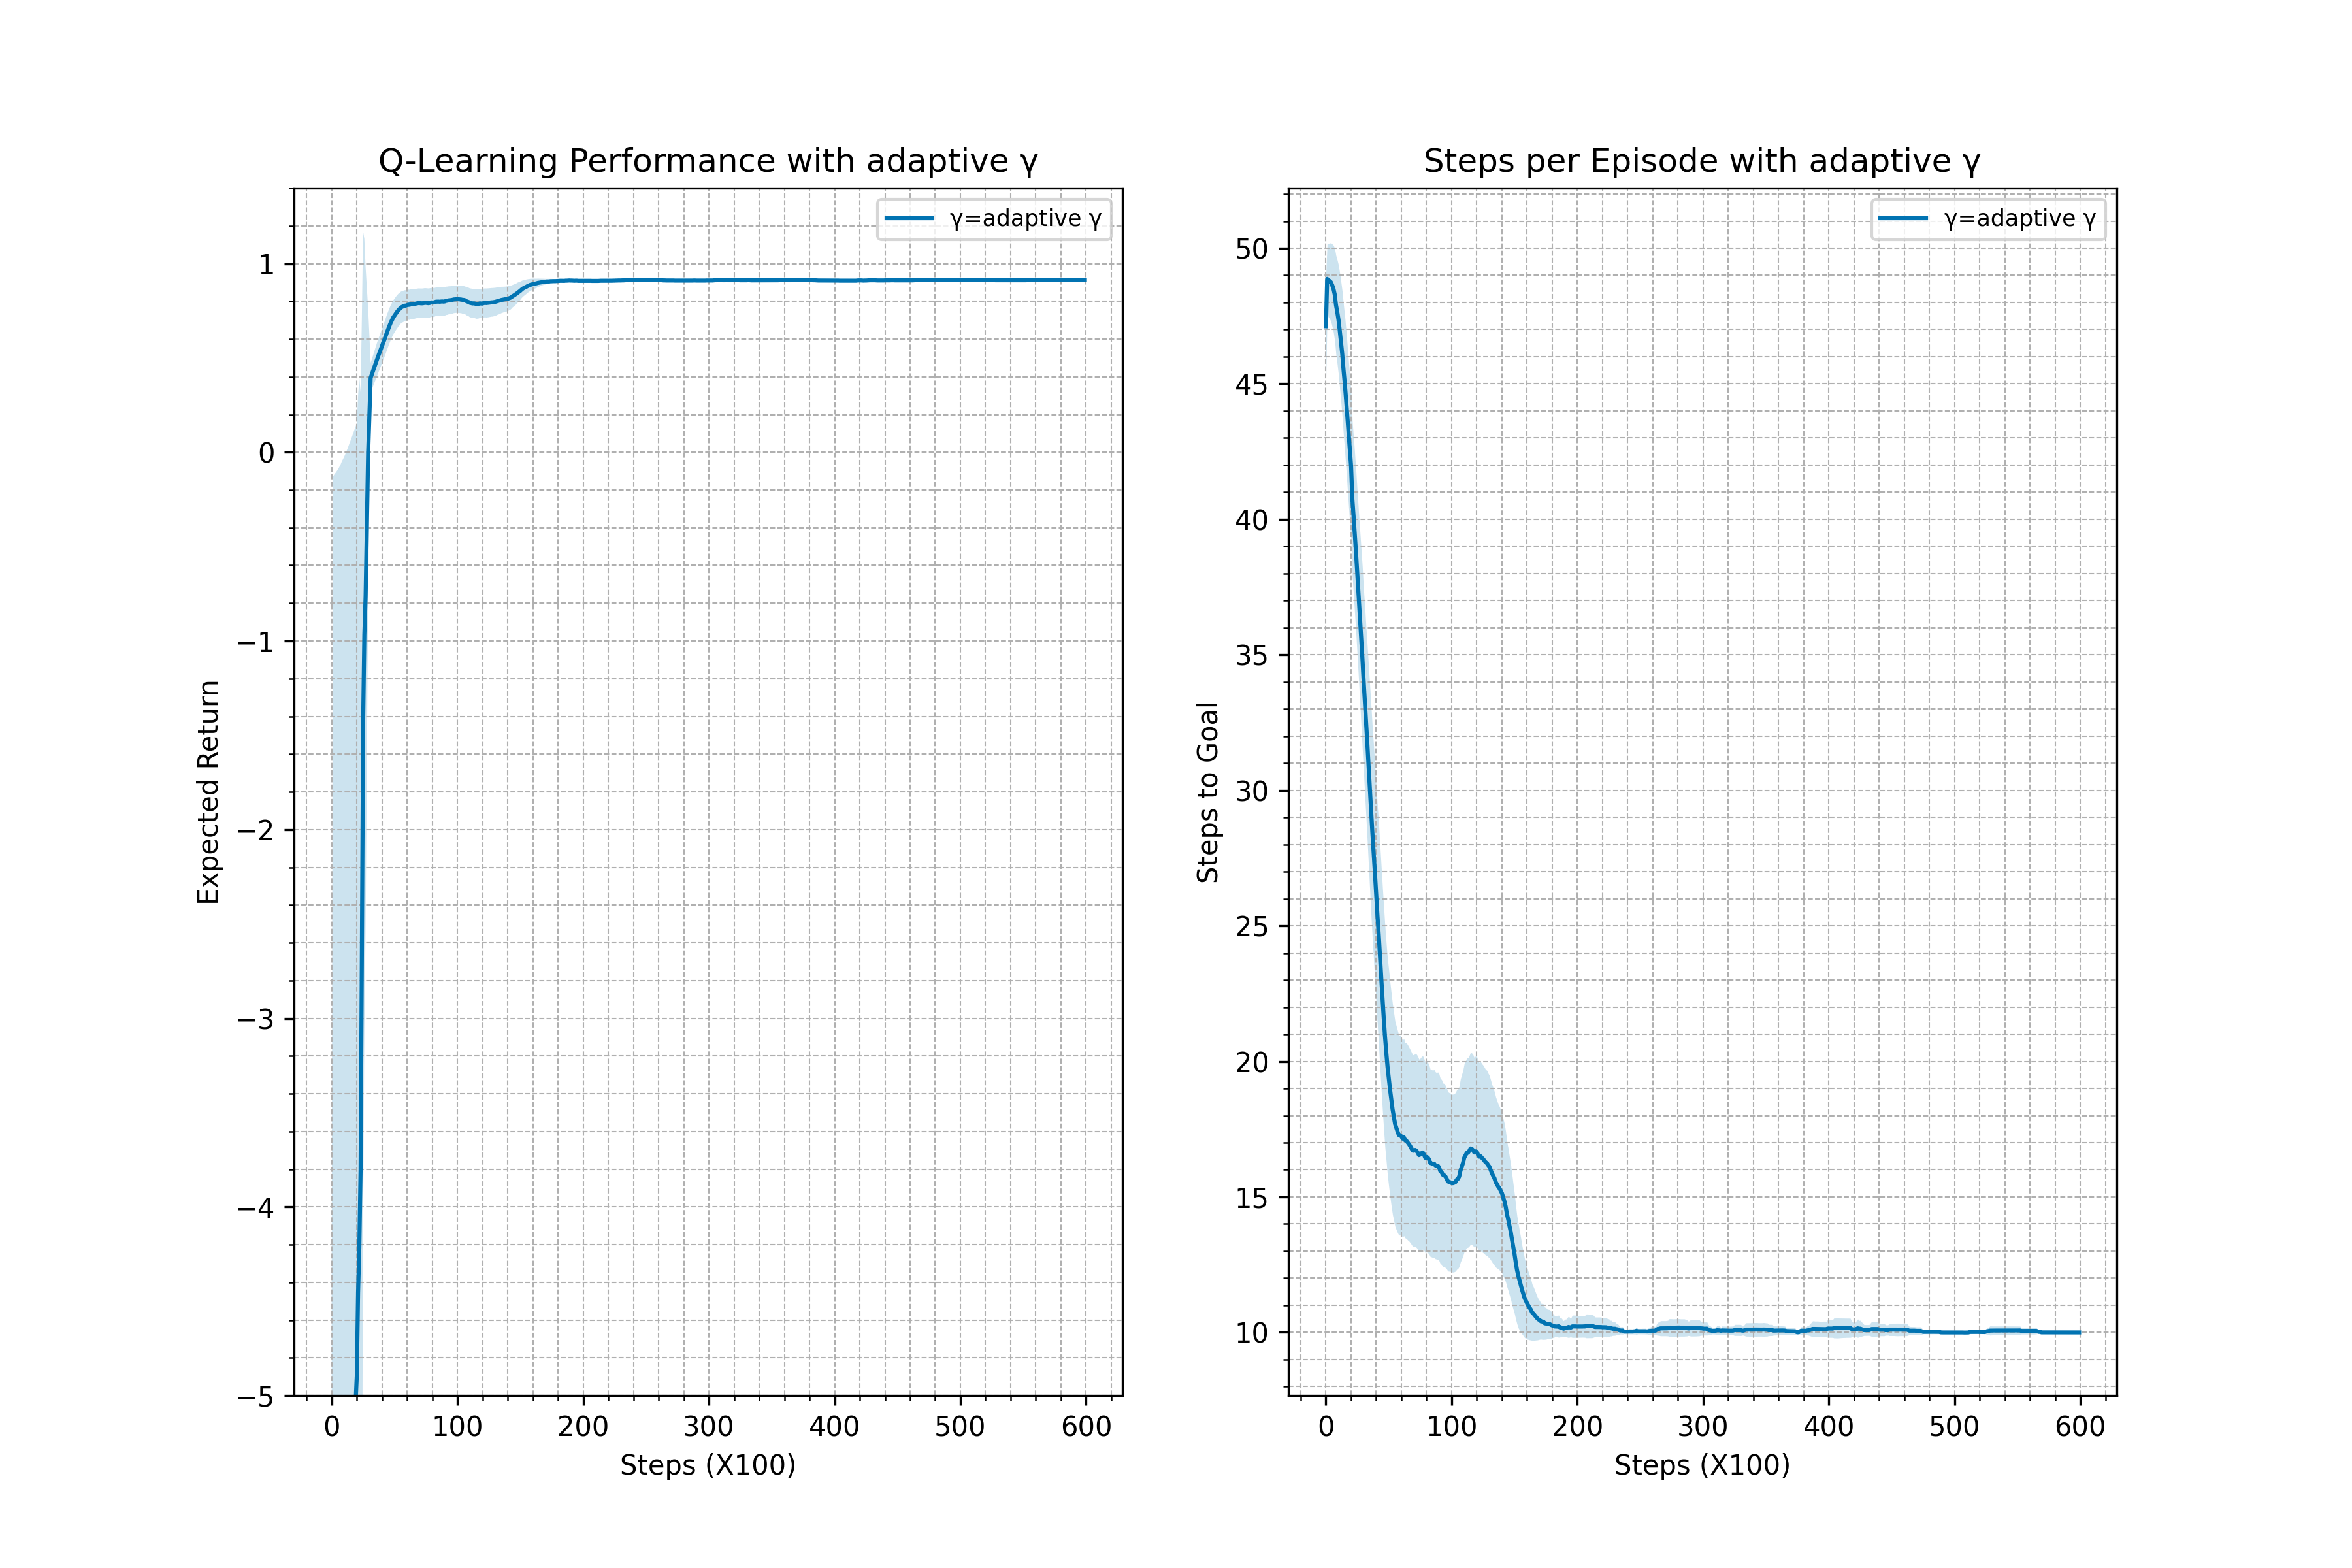 Q-Learning Performance with adaptive γ
γ=adaptive γ
1
0
−1
−2
−3
−4
−5
Expected Return
0 100 200 300 400 500 600
Steps (X100)
Steps per Episode with adaptive γ
γ=adaptive γ
50
45
40
35
30
25
20
15
10
Steps to Goal
0 100 200 300 400 500 600
Steps (X100)